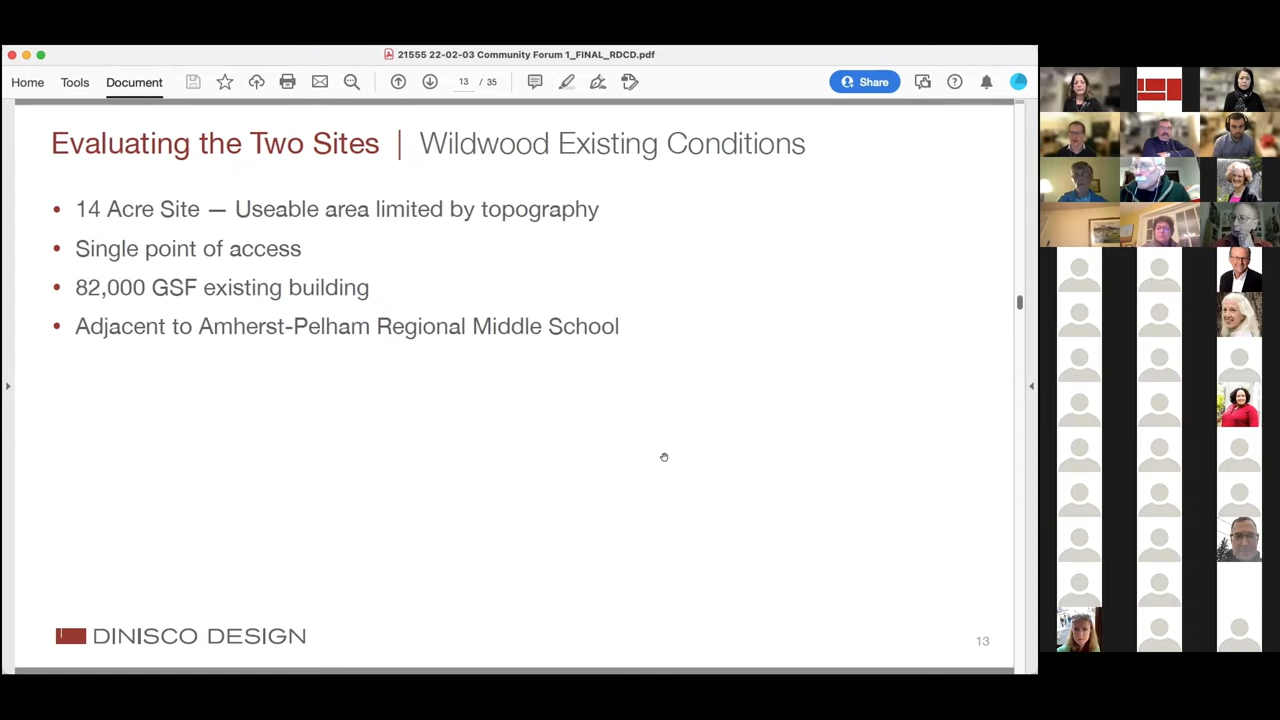 21555 22-02-03 Community Forum 1_FINAL_RDCD.pdf
Home Tools Document 13 / 35 Share
Evaluating the Two Sites | Wildwood Existing Conditions
• 14 Acre Site — Useable area limited by topography
• Single point of access
• 82,000 GSF existing building
• Adjacent to Amherst-Pelham Regional Middle School
DINISCO DESIGN
13